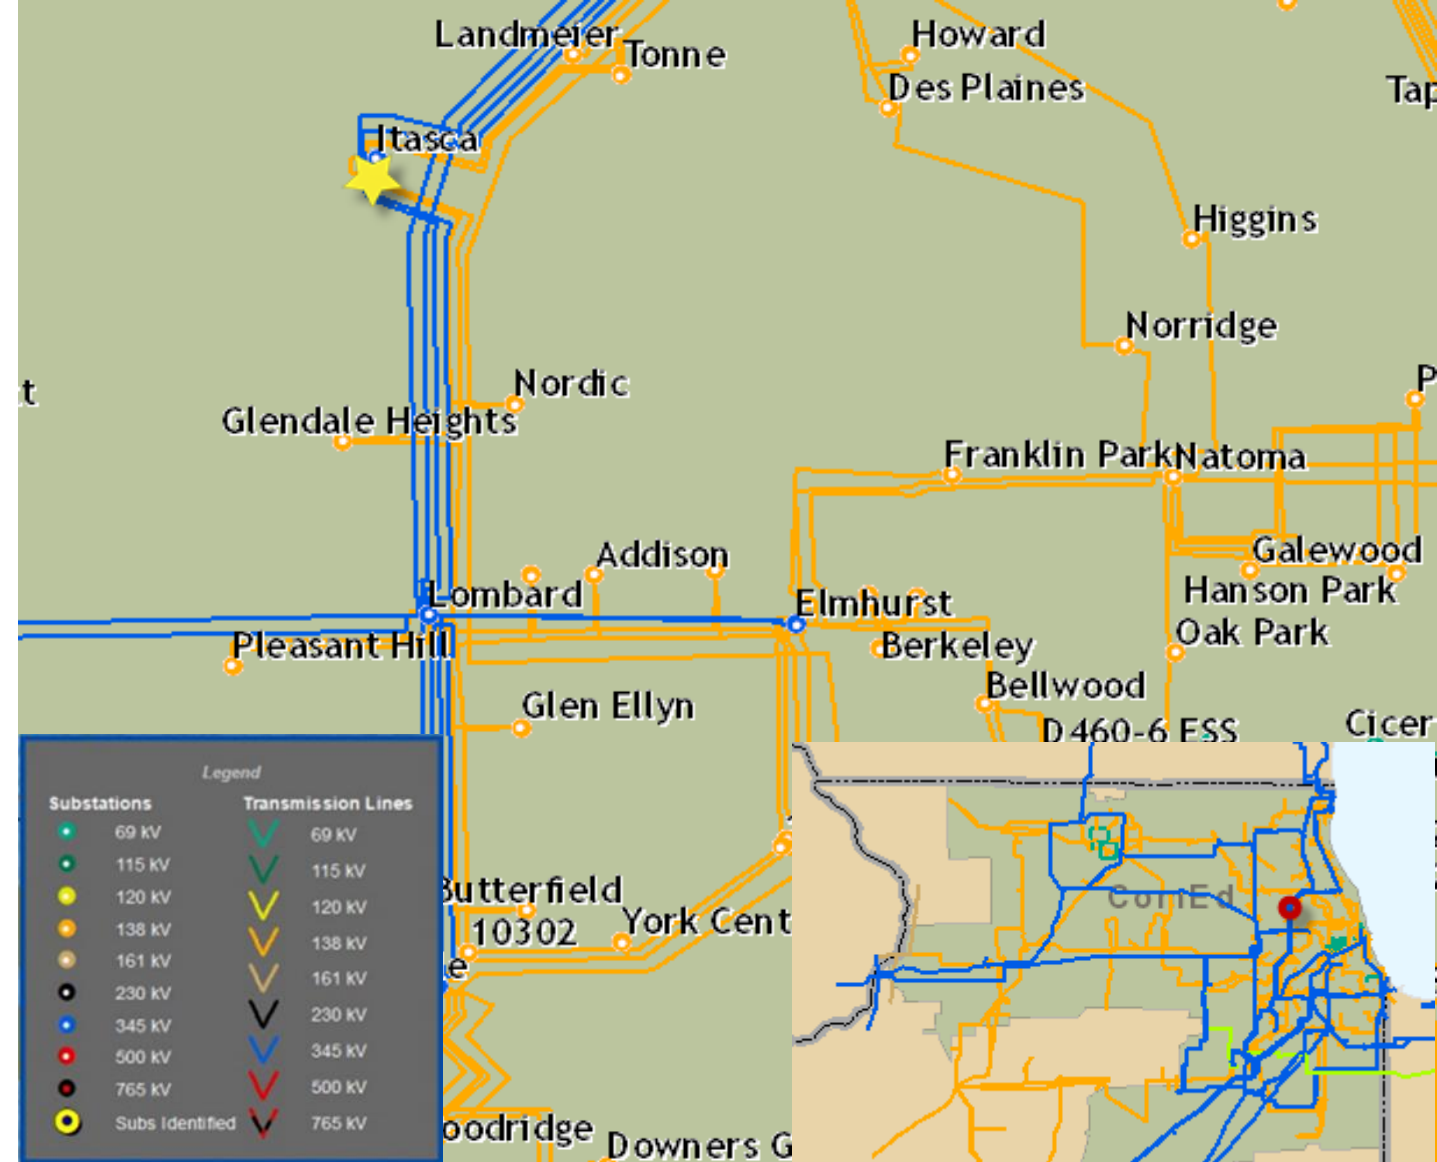 Landmeier
Tonne
Howard
Des Plaines
Tap
Itasca
Higgins
Norridge
Nordic
t
P
Glendale Heights
Franklin Park
Natoma
Addison
Galewood
Lombard
Elmhurst
Hanson Park
Pleasant Hill
Berkeley
Oak Park
Bellwood
Glen Ellyn
D460-6 ESS
Cicer
Butterfield
10302
York Cent
e
oodridge
Downers G
Legend
Substations
Transmission Lines
69 kV
69 kV
115 kV
115 kV
120 kV
120 kV
138 kV
138 kV
161 kV
161 kV
230 kV
230 kV
345 kV
345 kV
500 kV
500 kV
765 kV
Subs Identified
765 kV
ComEd